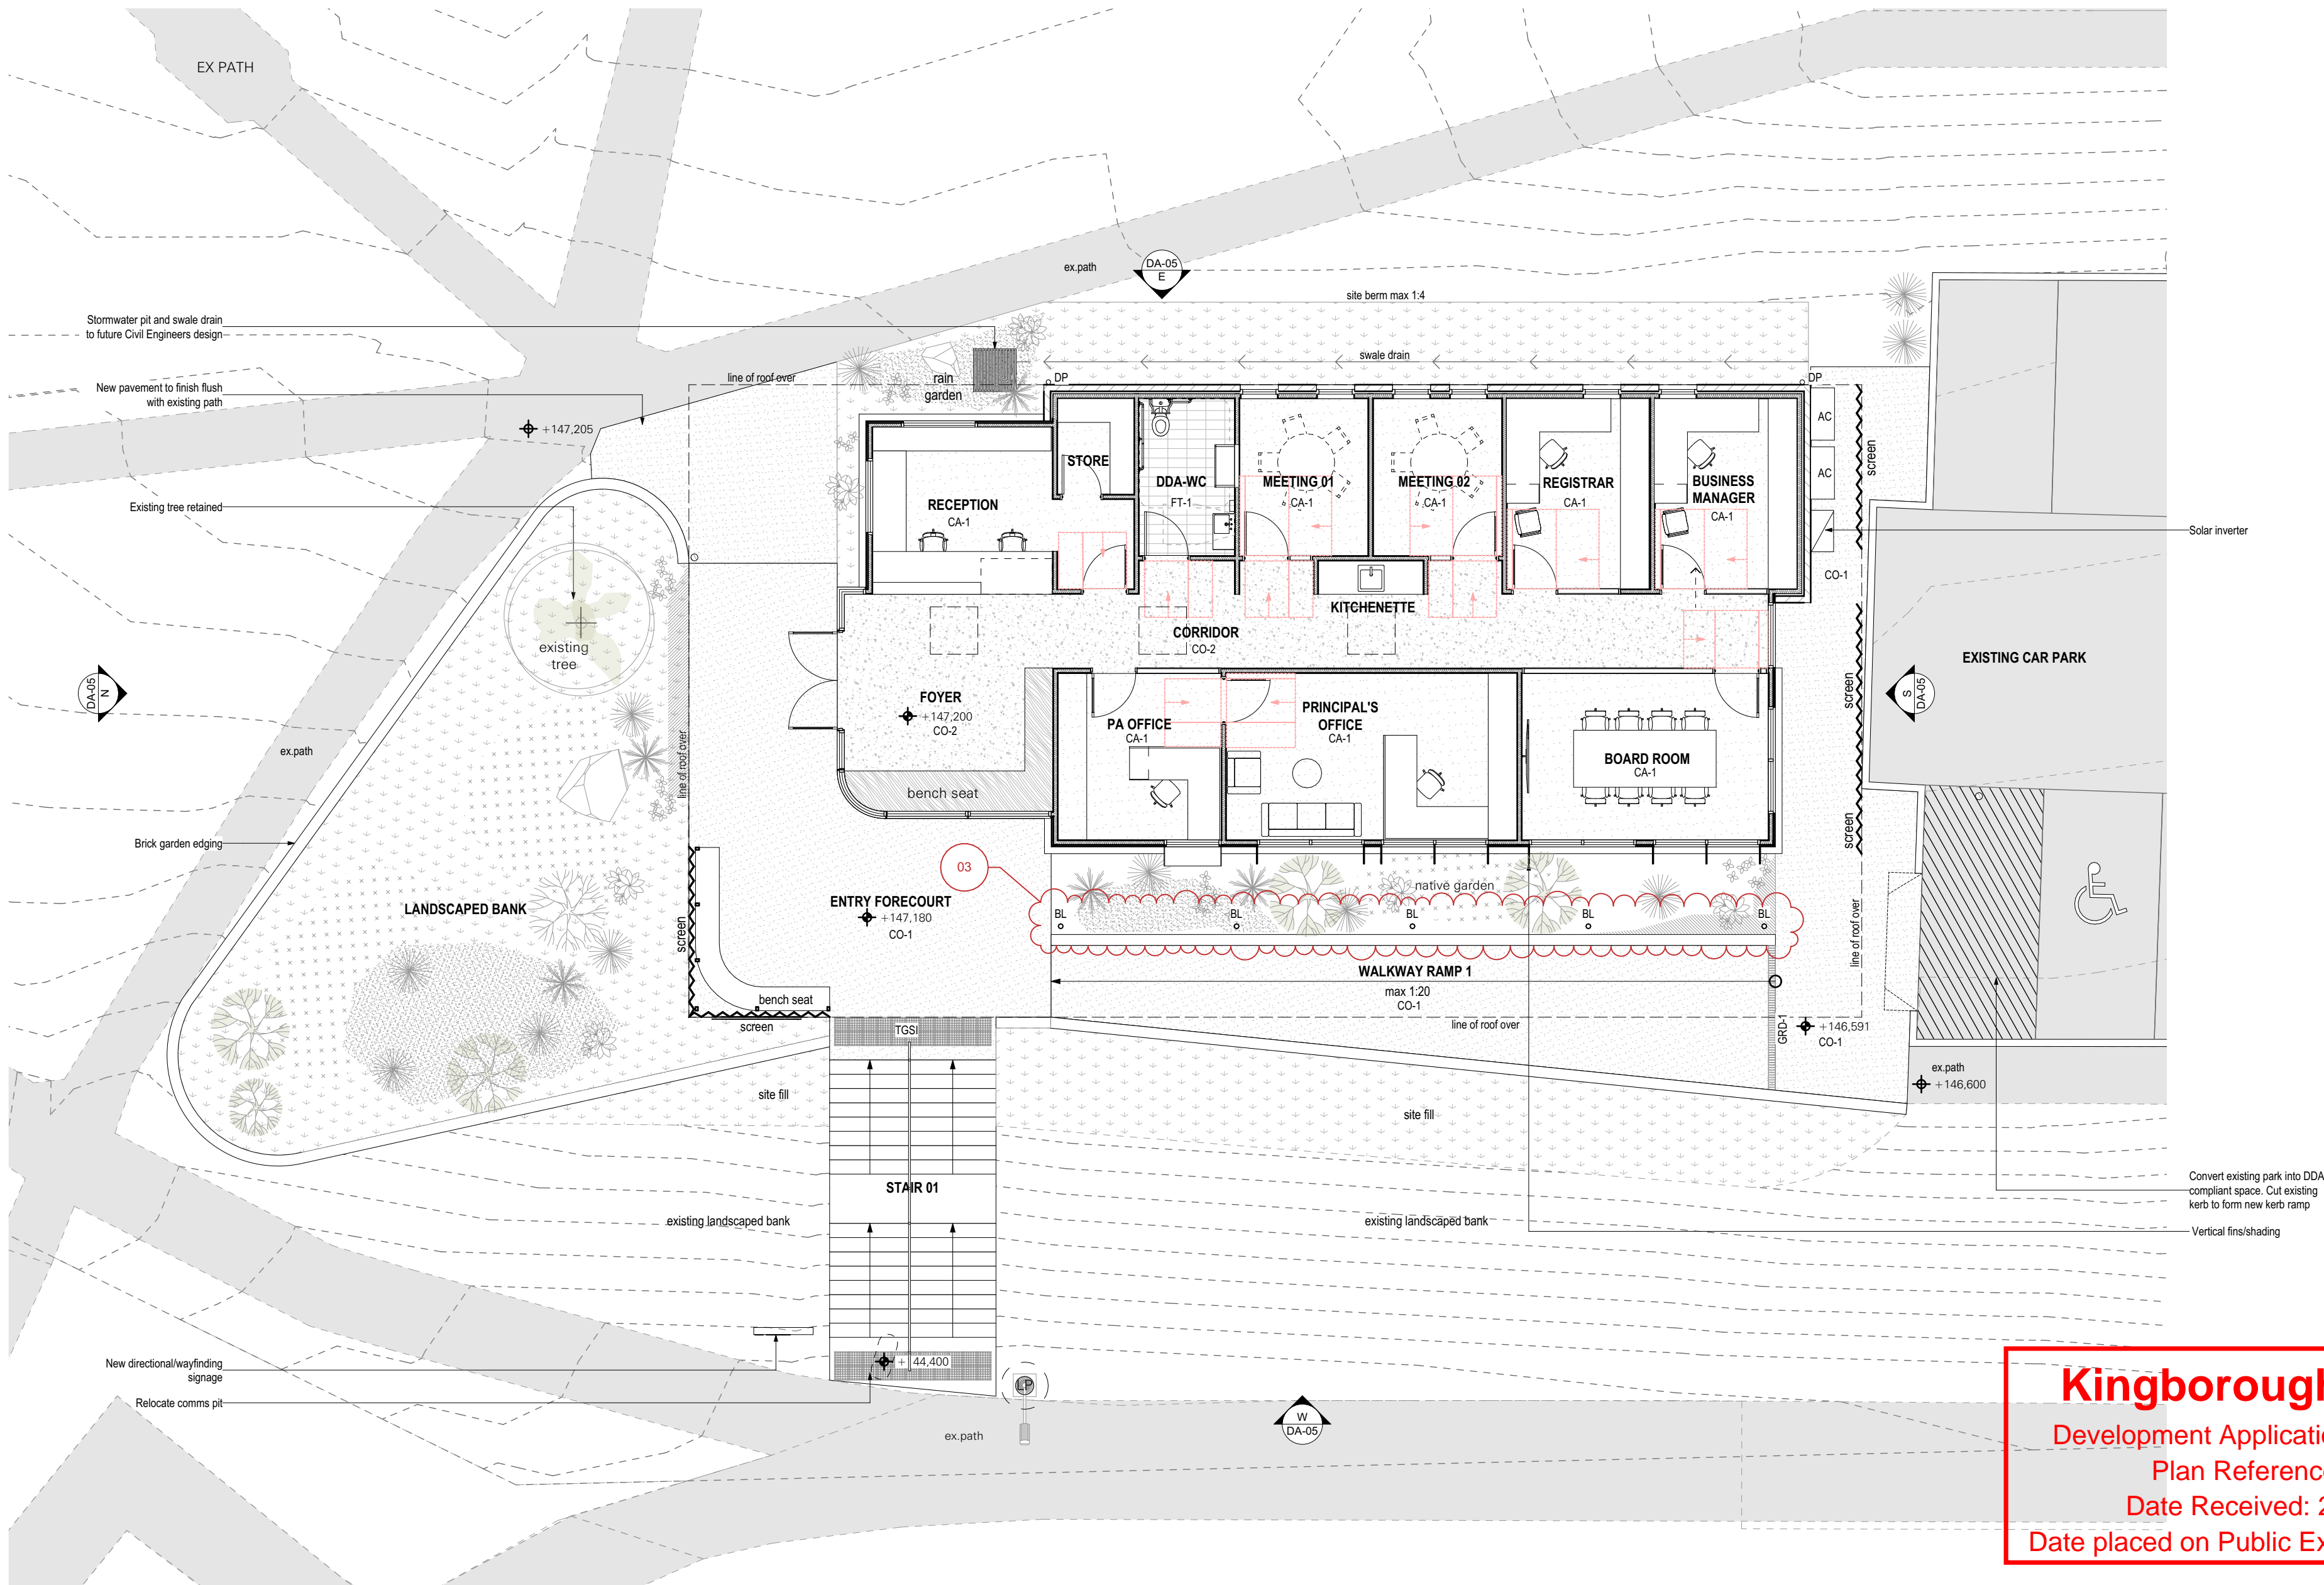 EX PATH
ex.path
DA-05
E
site berm max 1:4
Stormwater pit and swale drain
to future Civil Engineers design
swale drain
line of roof over
rain
garden
DP
DP
New pavement to finish flush
with existing path
+147,205
AC
AC
screen
STORE
DDA-WC
FT-1
MEETING 01
CA-1
MEETING 02
CA-1
REGISTRAR
CA-1
BUSINESS
MANAGER
CA-1
RECEPTION
CA-1
Existing tree retained
Solar inverter
CO-1
KITCHENETTE
CORRIDOR
CO-2
existing
tree
EXISTING CAR PARK
DA-05
N
S
DA-05
screen
FOYER
+147,200
CO-2
PA OFFICE
CA-1
PRINCIPAL'S
OFFICE
CA-1
BOARD ROOM
CA-1
ex.path
line of roof over
bench seat
screen
Brick garden edging
03
native garden
LANDSCAPED BANK
ENTRY FORECOURT
+147,180
CO-1
BL
BL
BL
BL
BL
screen
line of roof over
WALKWAY RAMP 1
max 1:20
CO-1
bench seat
screen
TGSI
line of roof over
GRD-1
+146,591
CO-1
ex.path
+146,600
site fill
site fill
STAIR 01
Convert existing park into DDA
compliant space. Cut existing
kerb to form new kerb ramp
existing landscaped bank
existing landscaped bank
Vertical fins/shading
New directional/wayfinding
signage
+ 44,400
LP
Relocate comms pit
W
DA-05
ex.path
Kingborough
Development Applicatio
Plan Referenc
Date Received: 2
Date placed on Public Ex